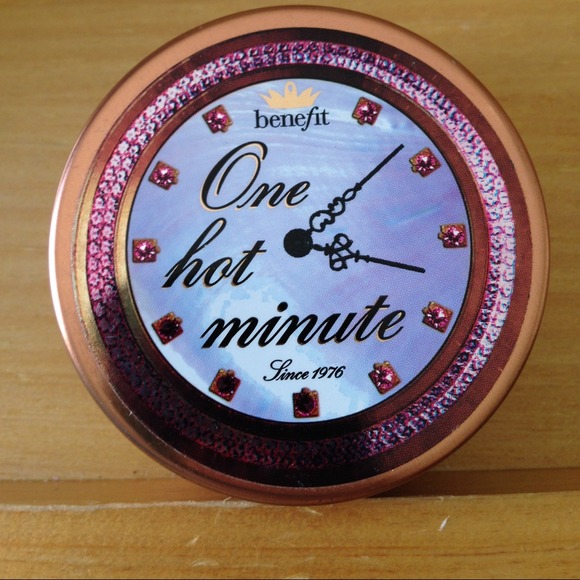 benefit
One
hot
minute
Since 1976